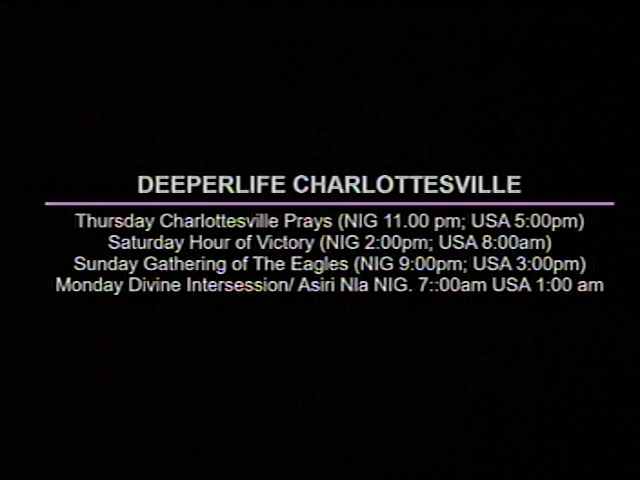 DEEPERLIFE CHARLOTTESVILLE
Thursday Charlottesville Prays (NIG 11.00 pm; USA 5:00pm)
Saturday Hour of Victory (NIG 2:00pm; USA 8:00am)
Sunday Gathering of The Eagles (NIG 9:00pm; USA 3:00pm)
Monday Divine Intersession/ Asiri Nla NIG. 7::00am USA 1:00 am